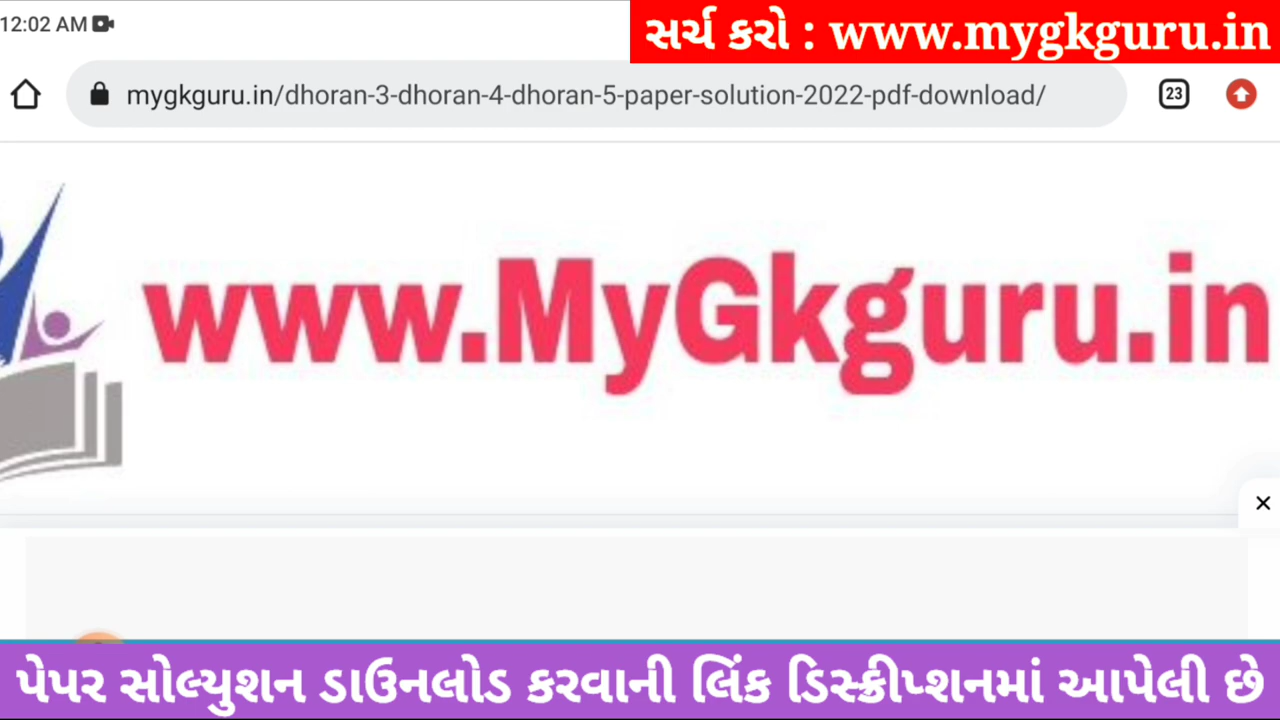 12:02 AM
સર્ચ કરો : www.mygkguru.in
mygkguru.in/dhoran-3-dhoran-4-dhoran-5-paper-solution-2022-pdf-download/
23
www.MyGkguru.in
પેપર સોલ્યુશન ડાઉનલોડ કરવાની લિંક ડિસ્ક્રીપ્શનમાં આપેલી છે